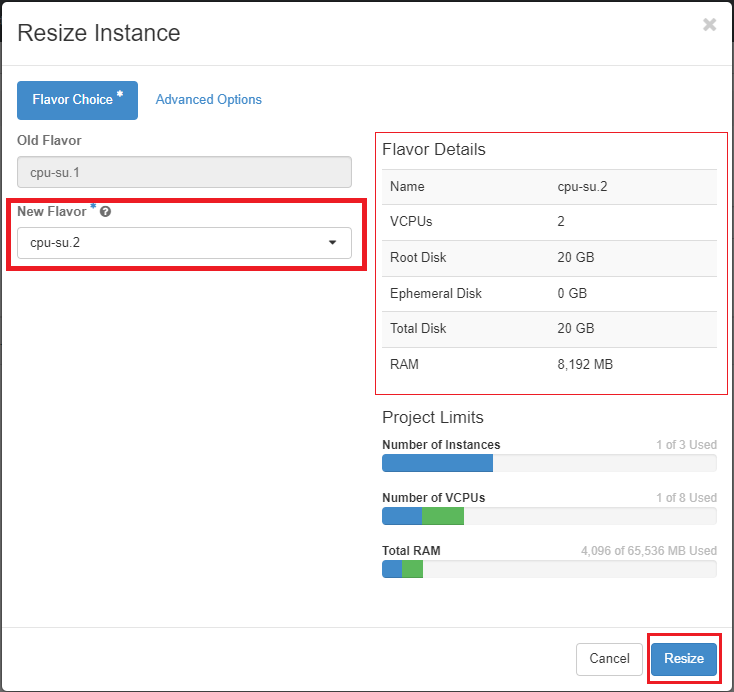 Resize Instance
×
Flavor Choice *
Advanced Options
Old Flavor
cpu-su.1
New Flavor * ?
cpu-su.2
Flavor Details
Name cpu-su.2
VCPUs 2
Root Disk 20 GB
Ephemeral Disk 0 GB
Total Disk 20 GB
RAM 8,192 MB
Project Limits
Number of Instances 1 of 3 Used
Number of VCPUs 1 of 8 Used
Total RAM 4,096 of 65,536 MB Used
Cancel
Resize